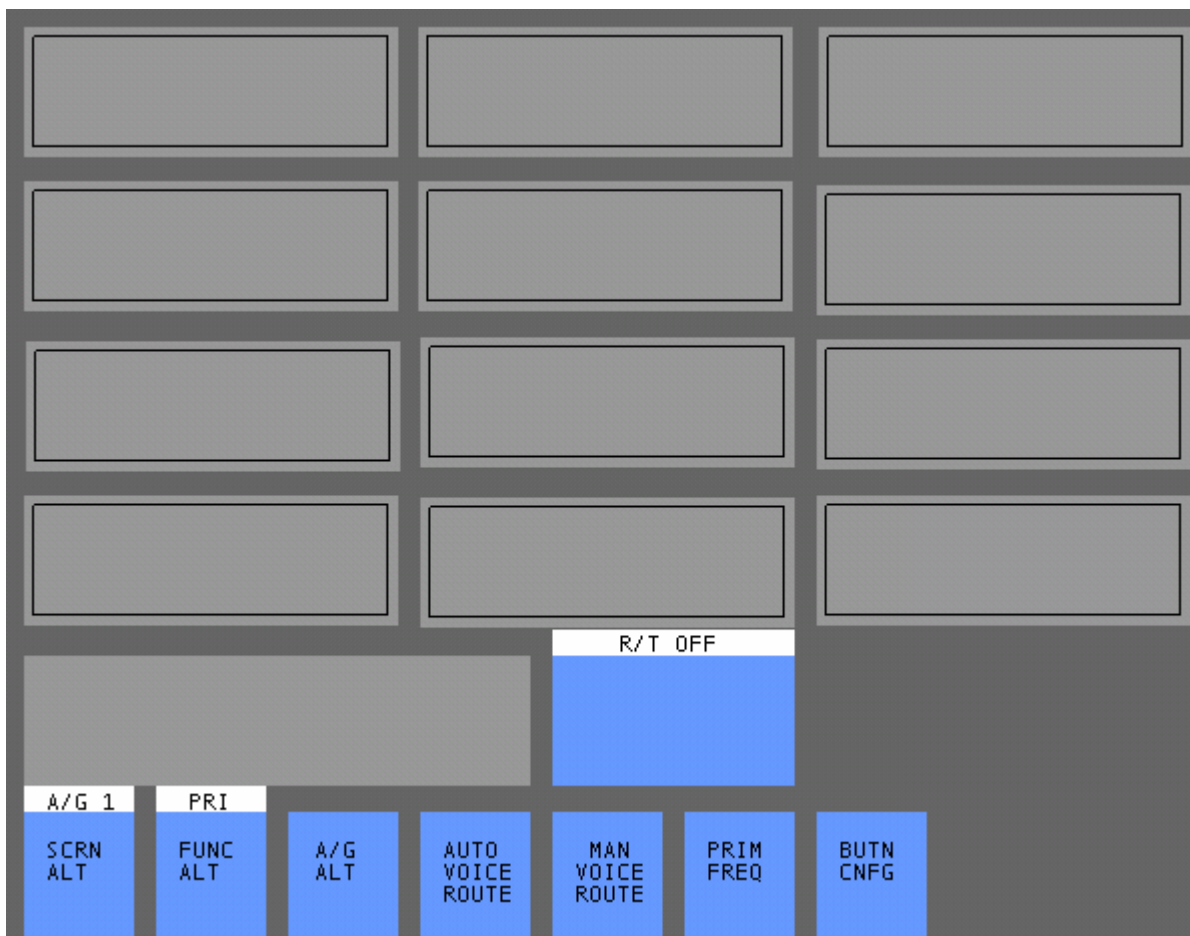 R/T OFF
A/G 1
PRI
SCRN
ALT
FUNC
ALT
A/G
ALT
AUTO
VOICE
ROUTE
MAN
VOICE
ROUTE
PRIM
FREQ
BUTN
CNFG